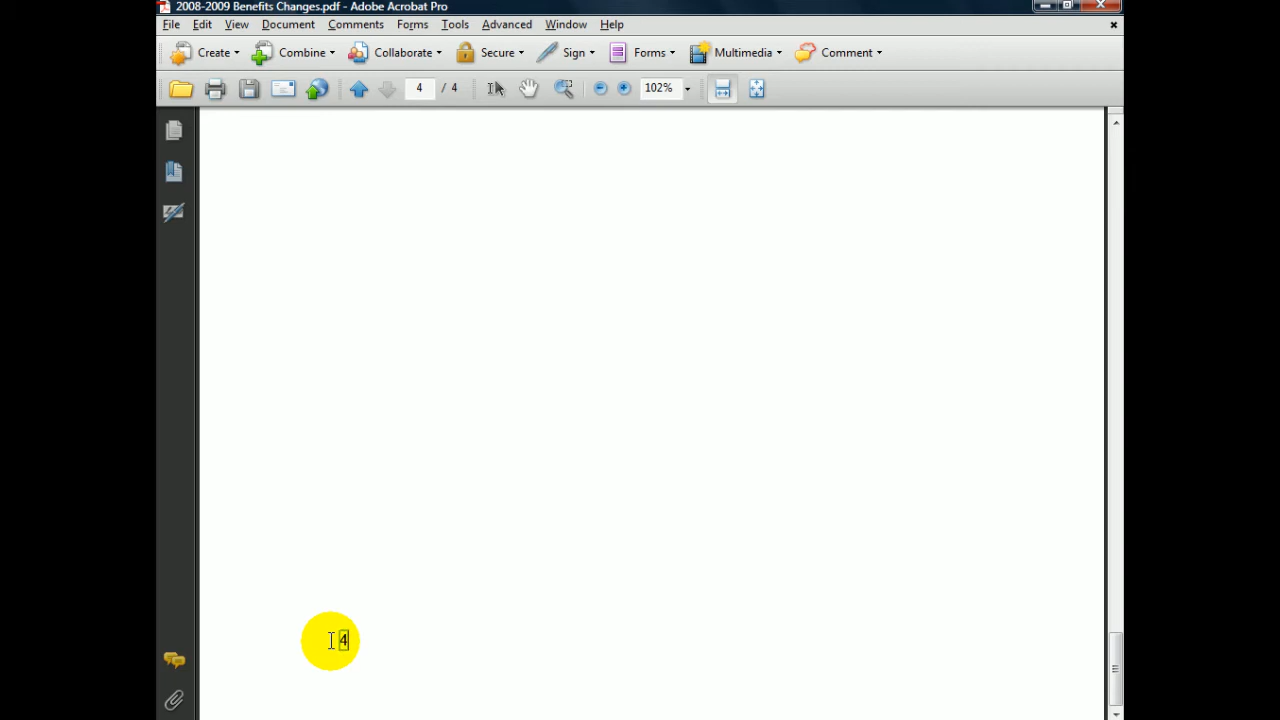 2008-2009 Benefits Changes.pdf - Adobe Acrobat Pro
File Edit View Document Comments Forms Tools Advanced Window Help
Create Combine Collaborate Secure Sign Forms Multimedia Comment
4 / 4 102%
4